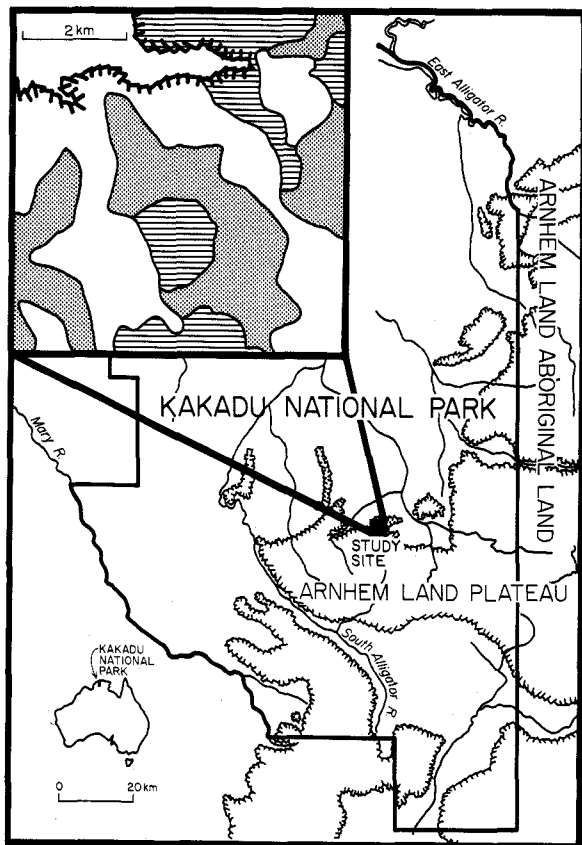 2 km
East Alligator R.
ARNHEM LAND ABORIGINAL LAND
KAKADU NATIONAL PARK
Mary R.
STUDY
SITE
ARNHEM LAND PLATEAU
South Alligator R.
KAKADU
NATIONAL
PARK
0 20 km